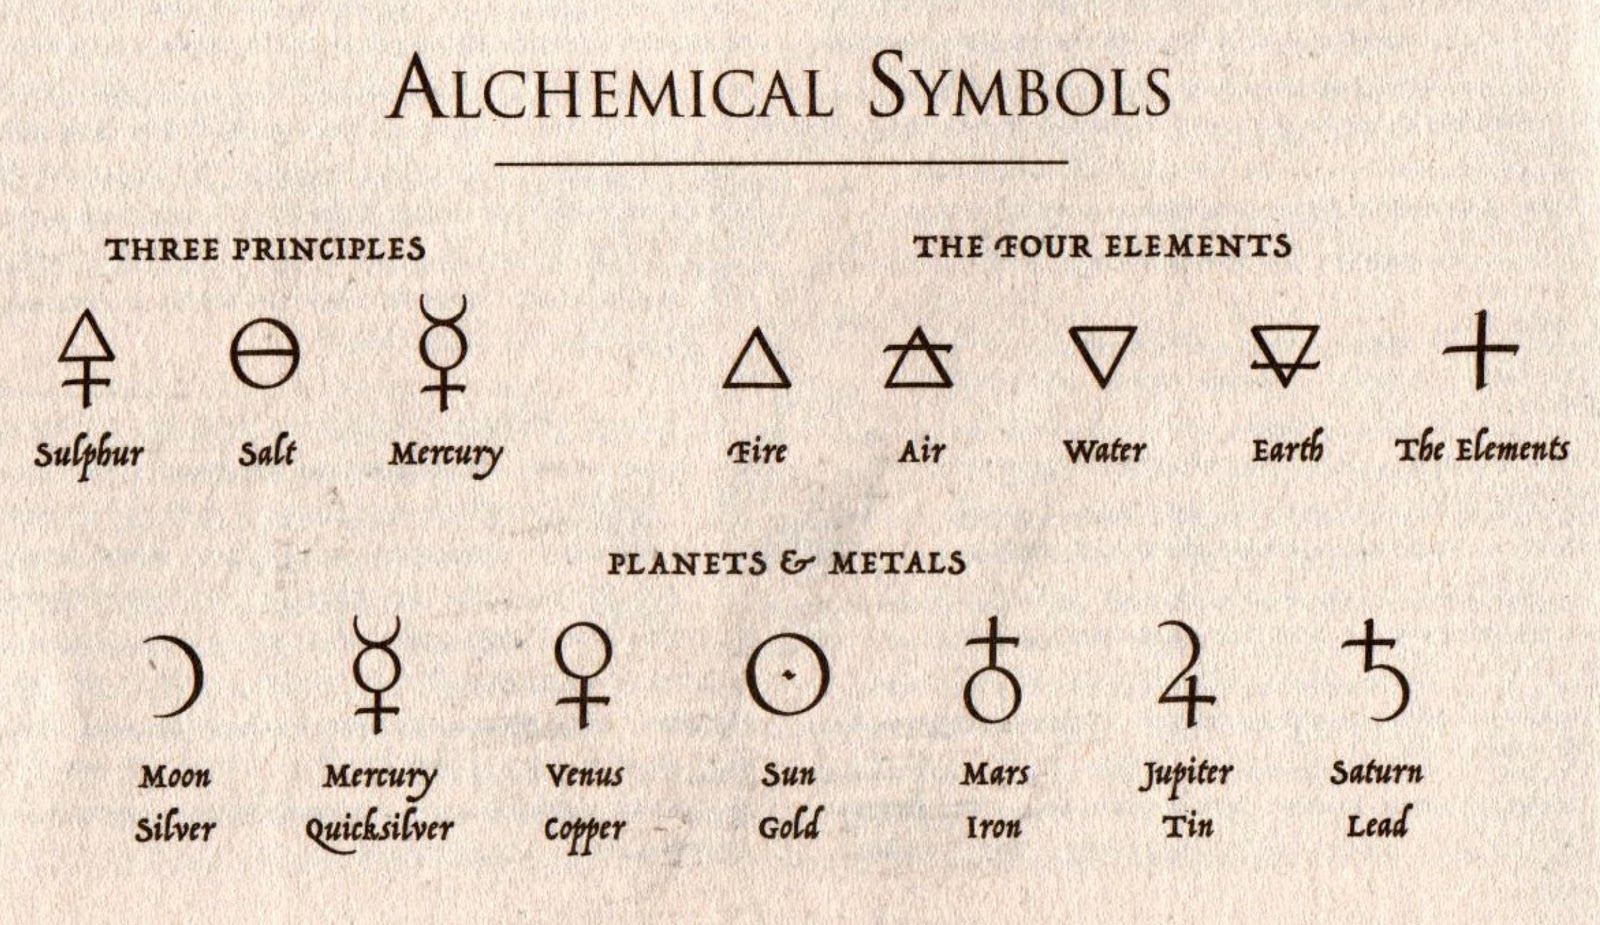 Alchemical Symbols
THREE PRINCIPLES
Sulphur Salt Mercury
THE FOUR ELEMENTS
Fire Air Water Earth The Elements
PLANETS & METALS
Moon Mercury Venus Sun Mars Jupiter Saturn
Silver Quicksilver Copper Gold Iron Tin Lead